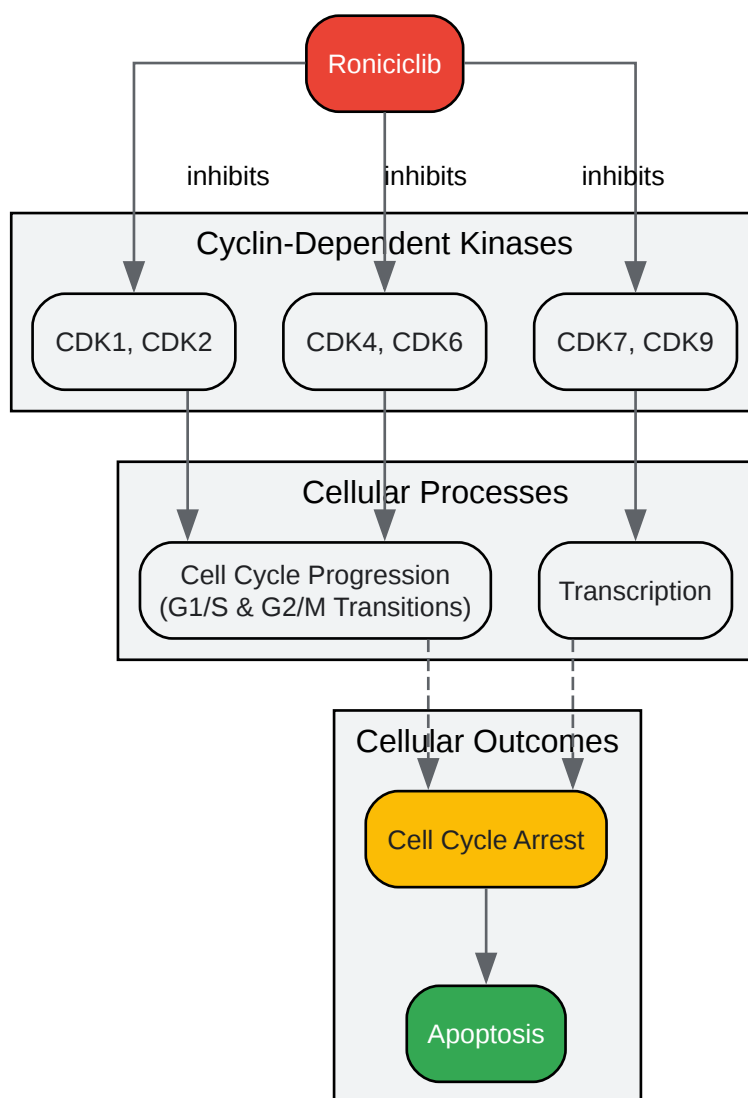 Roniciclib
inhibits
inhibits
inhibits
Cyclin-Dependent Kinases
CDK1, CDK2
CDK4, CDK6
CDK7, CDK9
Cellular Processes
Cell Cycle Progression
(G1/S & G2/M Transitions)
Transcription
Cellular Outcomes
Cell Cycle Arrest
Apoptosis